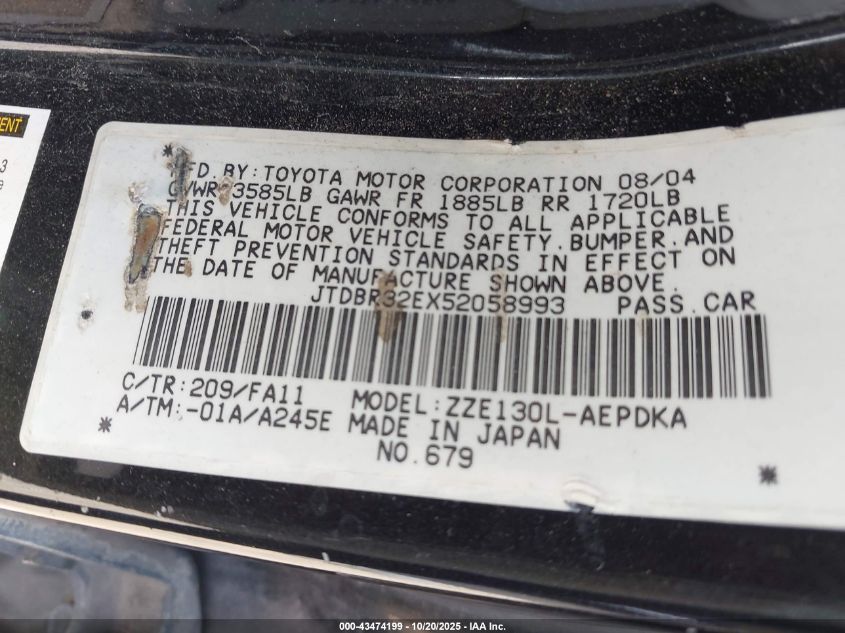 MENT
3
MFD. BY: TOYOTA MOTOR CORPORATION 08/04
GVWR 3585LB GAWR FR 1885LB RR 1720LB
THIS VEHICLE CONFORMS TO ALL APPLICABLE
FEDERAL MOTOR VEHICLE SAFETY.BUMPER.AND
THEFT PREVENTION STANDARDS IN EFFECT ON
THE DATE OF MANUFACTURE SHOWN ABOVE.
JTDBR32EX52058993 PASS.CAR
C/TR:209/FA11 MODEL:ZZE130L-AEPDKA
A/TM:-01A/A245E MADE IN JAPAN
NO.679
000-43474199 | 10/20/2025 - IAA Inc.